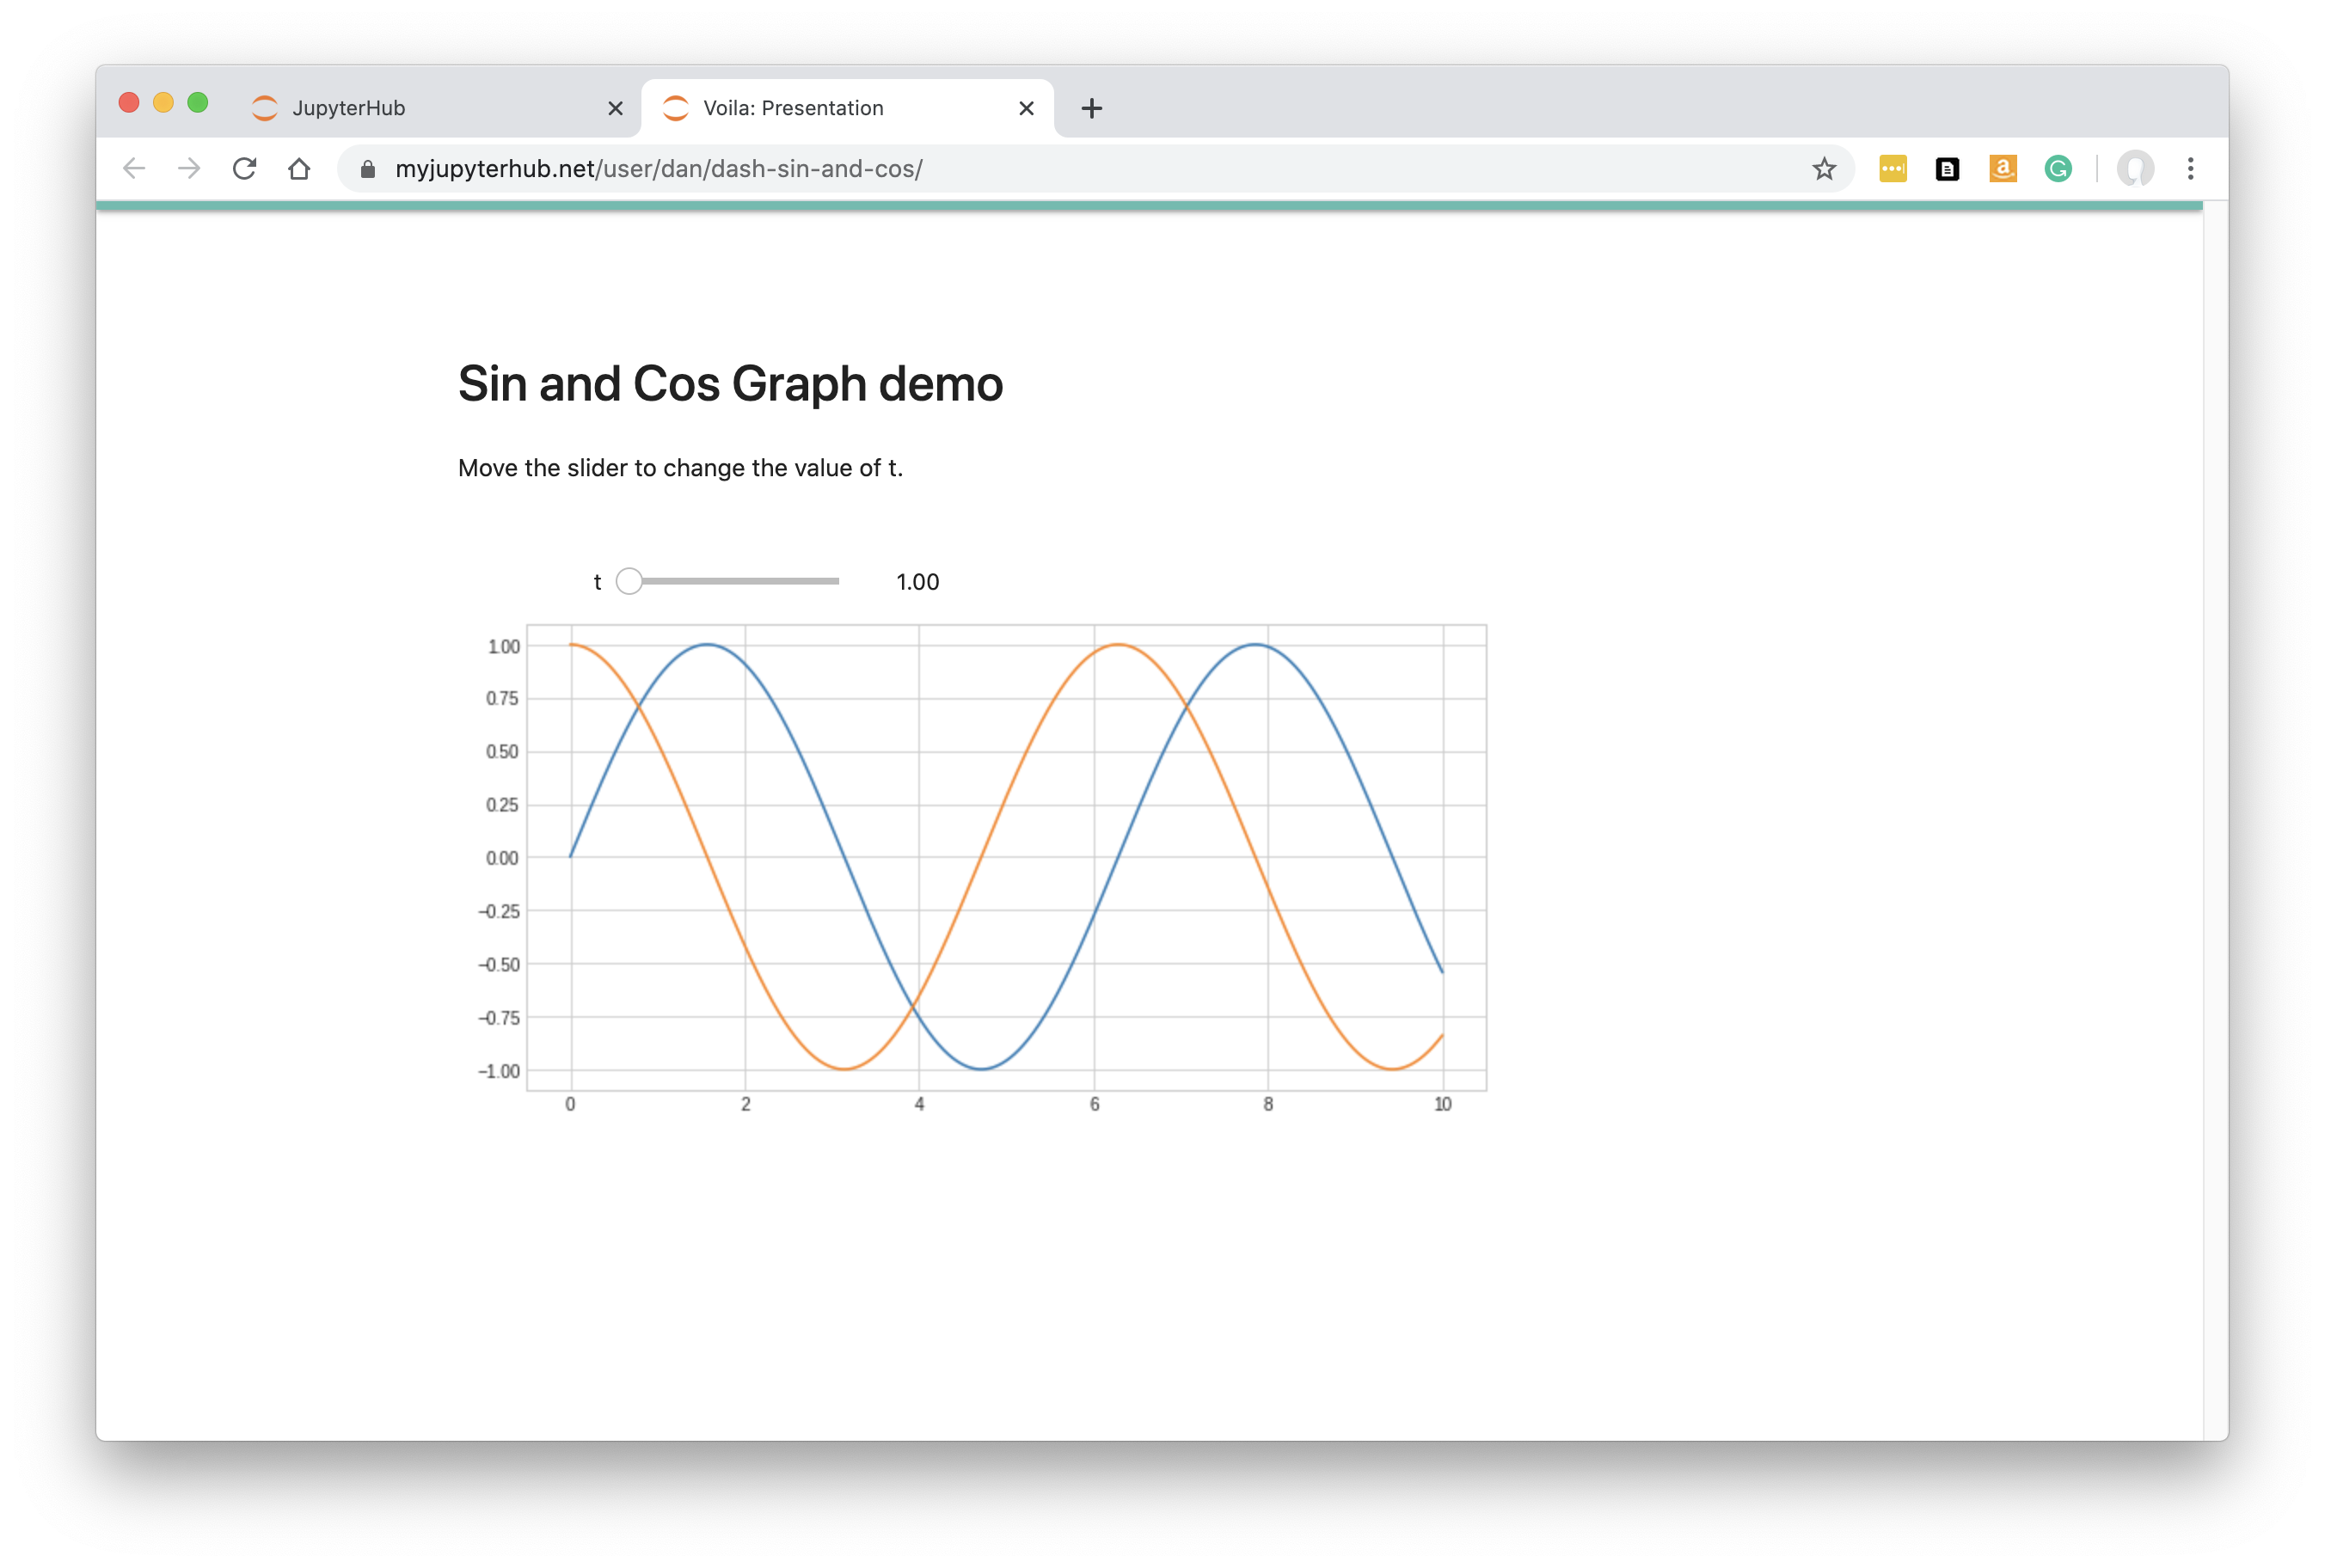 JupyterHub
Voila: Presentation
myjupyterhub.net/user/dan/dash-sin-and-cos/
Sin and Cos Graph demo
Move the slider to change the value of t.
t 1.00
1.00
0.75
0.50
0.25
0.00
−0.25
−0.50
−0.75
−1.00
0 2 4 6 8 10